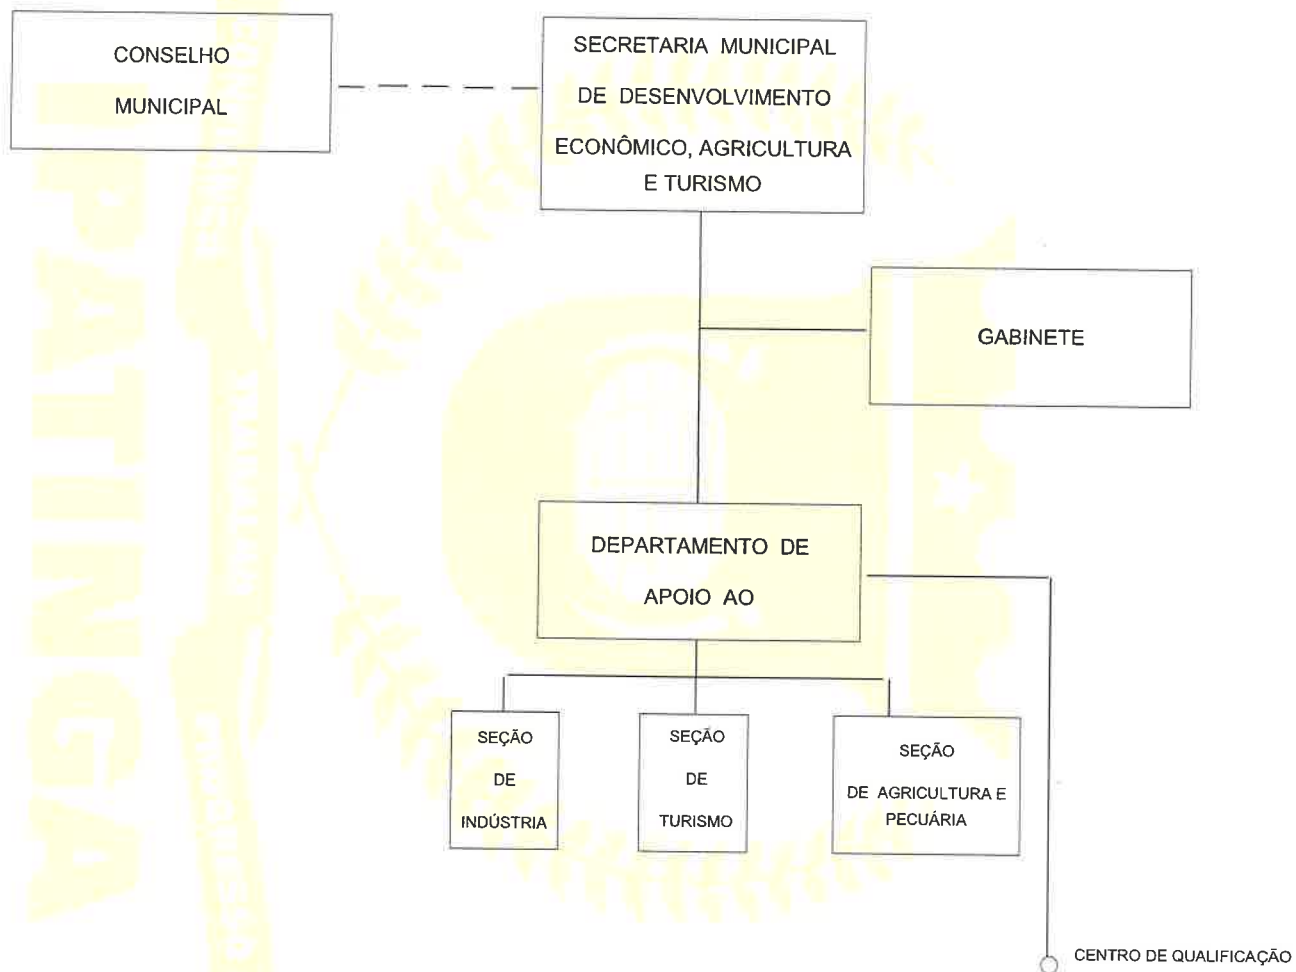 CONSELHO
MUNICIPAL
SECRETARIA MUNICIPAL
DE DESENVOLVIMENTO
ECONÔMICO, AGRICULTURA
E TURISMO
GABINETE
DEPARTAMENTO DE
APOIO AO
SEÇÃO
DE
INDÚSTRIA
SEÇÃO
DE
TURISMO
SEÇÃO
DE AGRICULTURA E
PECUÁRIA
CENTRO DE QUALIFICAÇÃO
IPATINGA